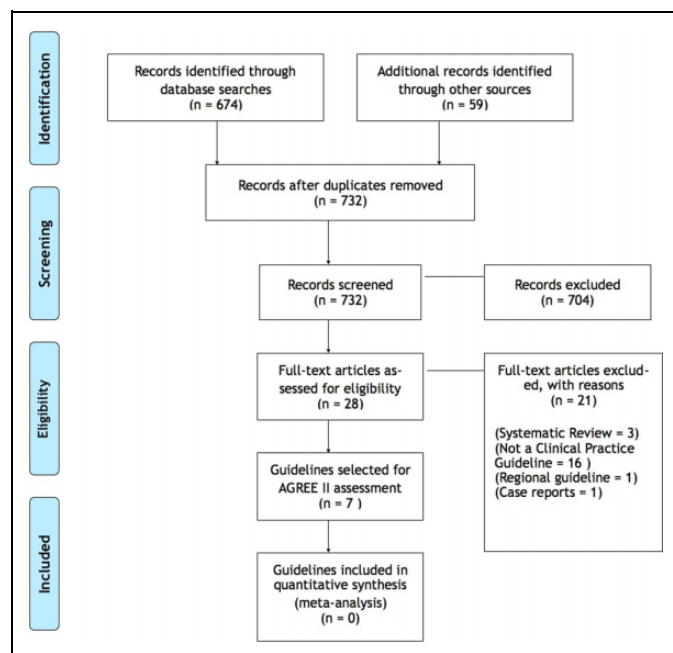 Identification
Records identified through
database searches
(n = 674)
Additional records identified
through other sources
(n = 59)
Records after duplicates removed
(n = 732)
Screening
Records screened
(n = 732)
Records excluded
(n = 704)
Eligibility
Full-text articles as-
sessed for eligibility
(n = 28)
Full-text articles exclud-
ed, with reasons
(n = 21)
(Systematic Review = 3)
(Not a Clinical Practice
Guideline = 16 )
(Regional guideline = 1)
(Case reports = 1)
Guidelines selected for
AGREE II assessment
(n = 7 )
Included
Guidelines included in
quantitative synthesis
(meta-analysis)
(n = 0)